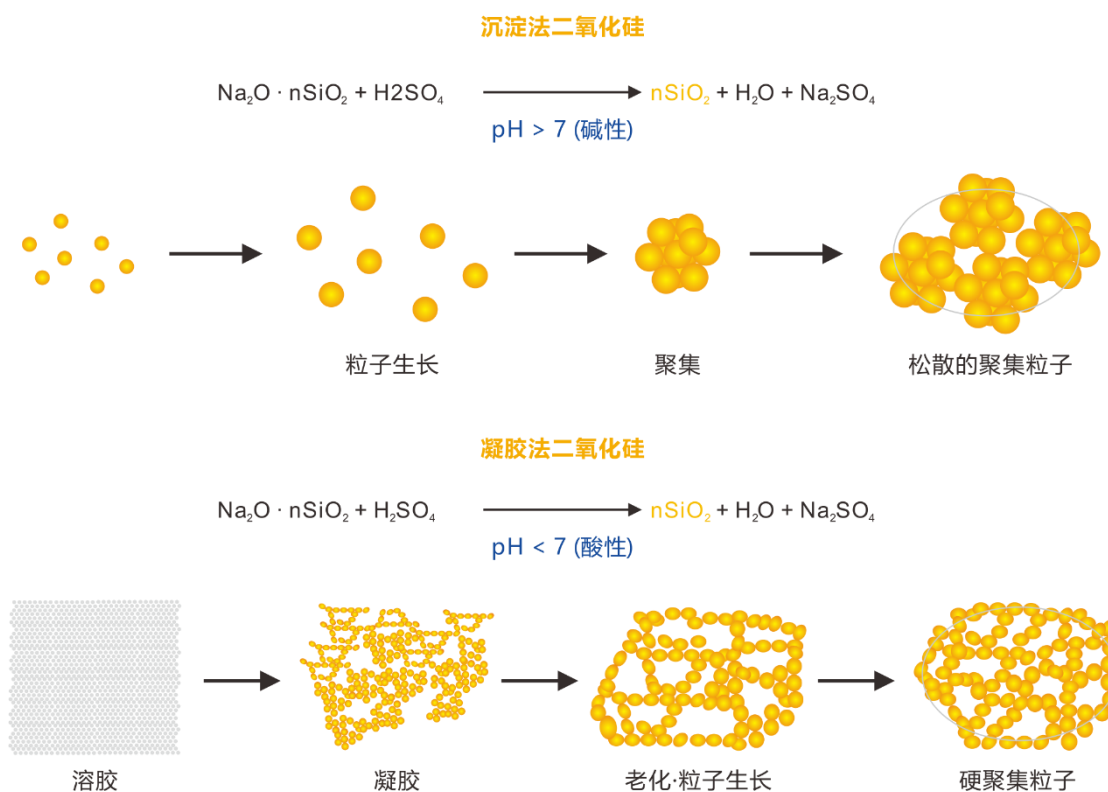 沉淀法二氧化硅
Na₂O · nSiO₂ + H2SO₄ nSiO₂ + H₂O + Na₂SO₄
pH > 7 (碱性)
粒子生长 聚集 松散的聚集粒子
凝胶法二氧化硅
Na₂O · nSiO₂ + H₂SO₄ nSiO₂ + H₂O + Na₂SO₄
pH < 7 (酸性)
溶胶 凝胶 老化·粒子生长 硬聚集粒子